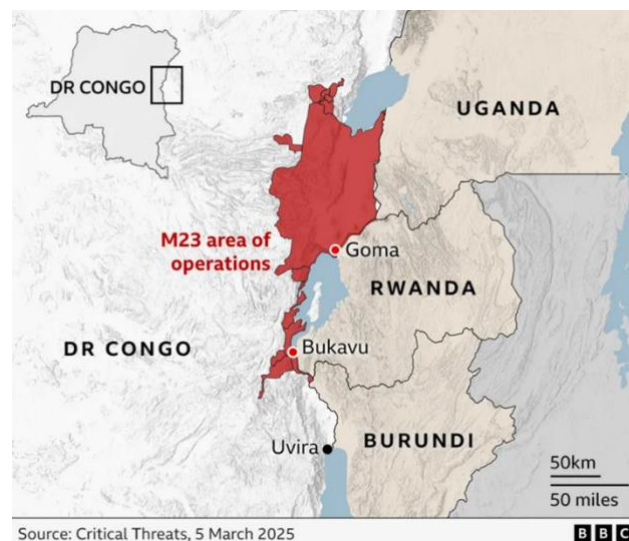 DR CONGO
UGANDA
M23 area of
operations
Goma
RWANDA
DR CONGO
Bukavu
Uvira
BURUNDI
50km
50 miles
Source: Critical Threats, 5 March 2025
BBC